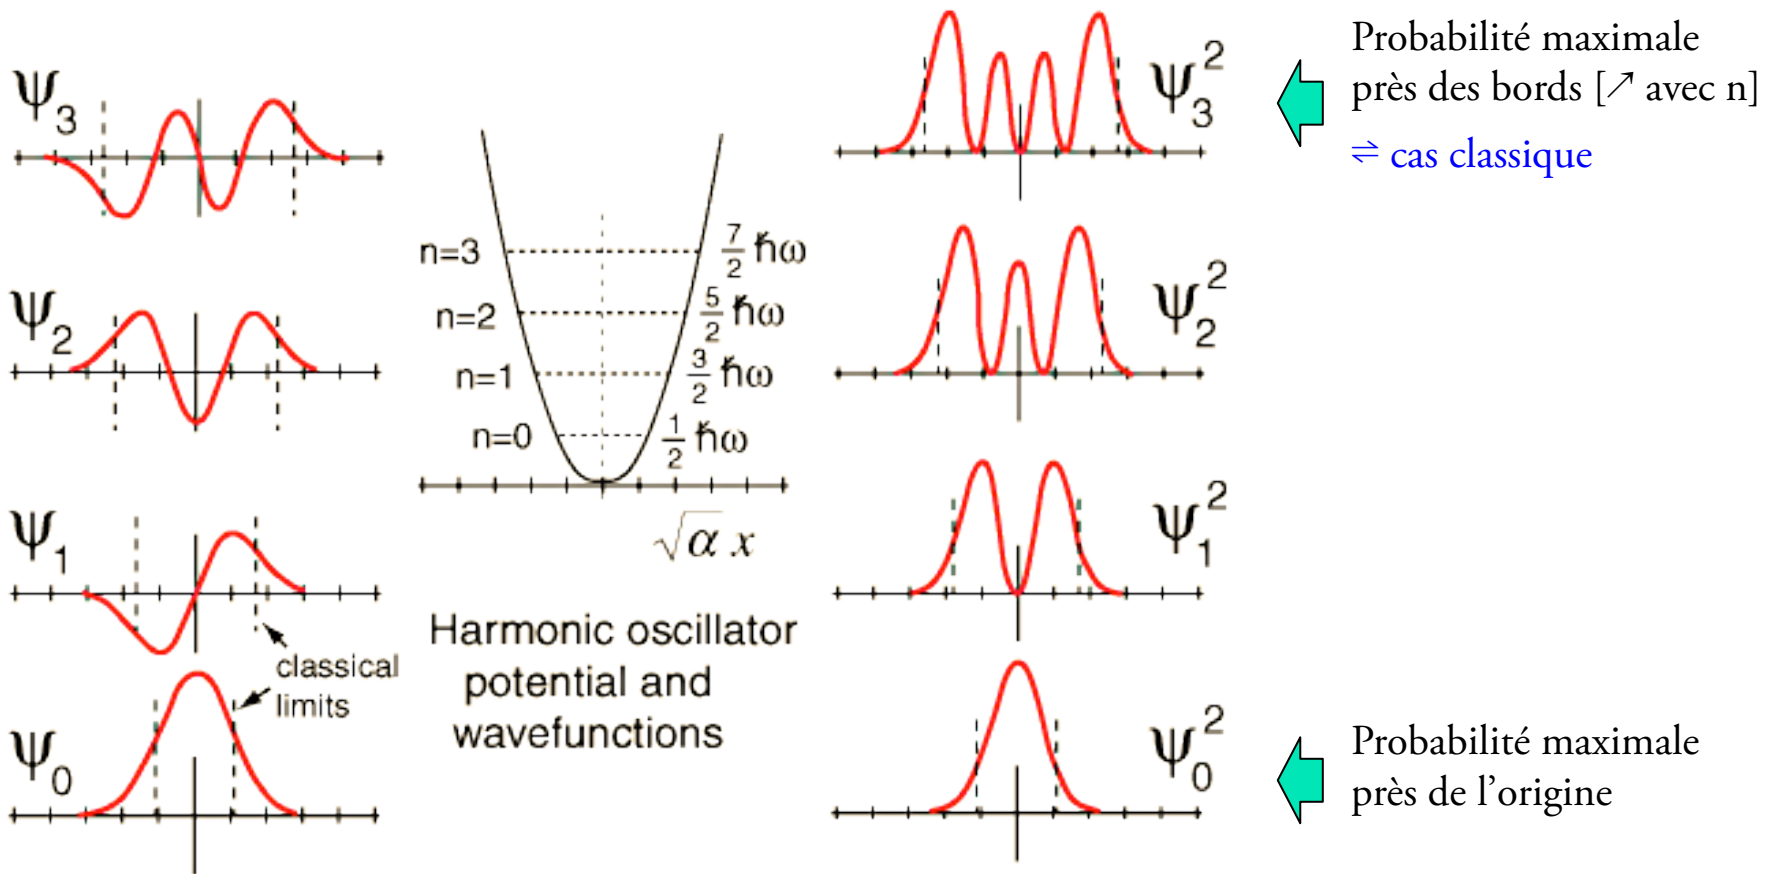 ψ₃
ψ₂
ψ₁
ψ₀
classical
limits
n=3
n=2
n=1
n=0
7/2 ℏω
5/2 ℏω
3/2 ℏω
1/2 ℏω
√α x
Harmonic oscillator
potential and
wavefunctions
ψ₃²
ψ₂²
ψ₁²
ψ₀²
Probabilité maximale
près des bords [↗ avec n]
⇌ cas classique
Probabilité maximale
près de l’origine